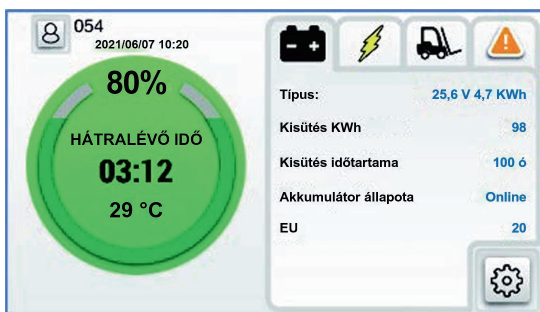 054
2021/06/07 10:20
80%
HÁTRALÉVŐ IDŐ
03:12
29 °C
Típus: 25,6 V 4,7 KWh
Kisütés KWh 98
Kisütés időtartama 100 ó
Akkumulátor állapota Online
EU 20